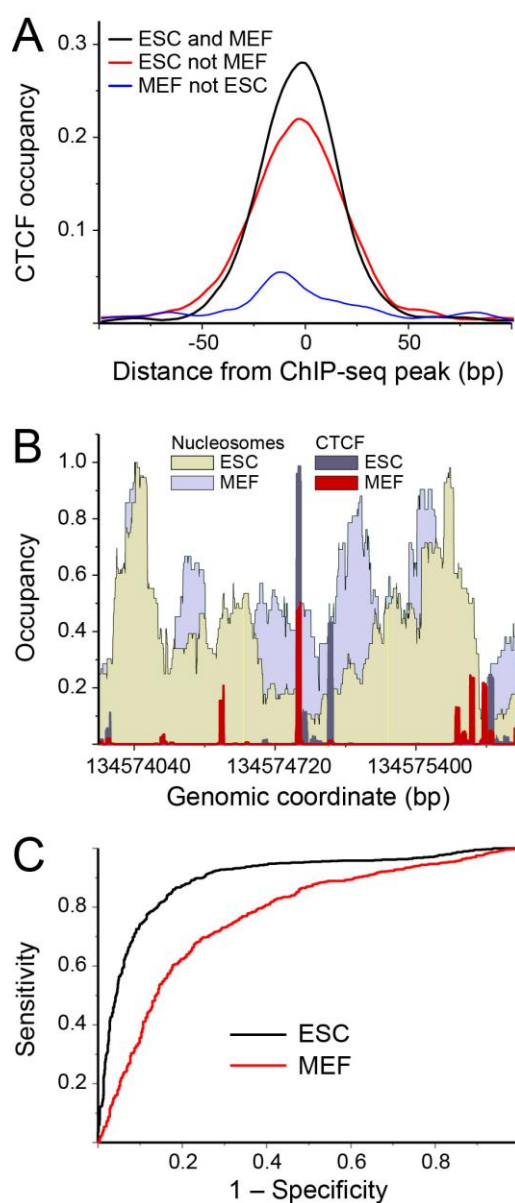 A
0.3
ESC and MEF
ESC not MEF
MEF not ESC
0.2
0.1
CTCF occupancy
-50
0
50
Distance from ChIP-seq peak (bp)
B
Nucleosomes CTCF
ESC ESC
MEF MEF
1.0
0.8
0.6
0.4
0.2
Occupancy
134574040 134574720 134575400
Genomic coordinate (bp)
C
0.8
0.6
0.4
0.2
Sensitivity
ESC
MEF
0.2 0.4 0.6 0.8
1 – Specificity